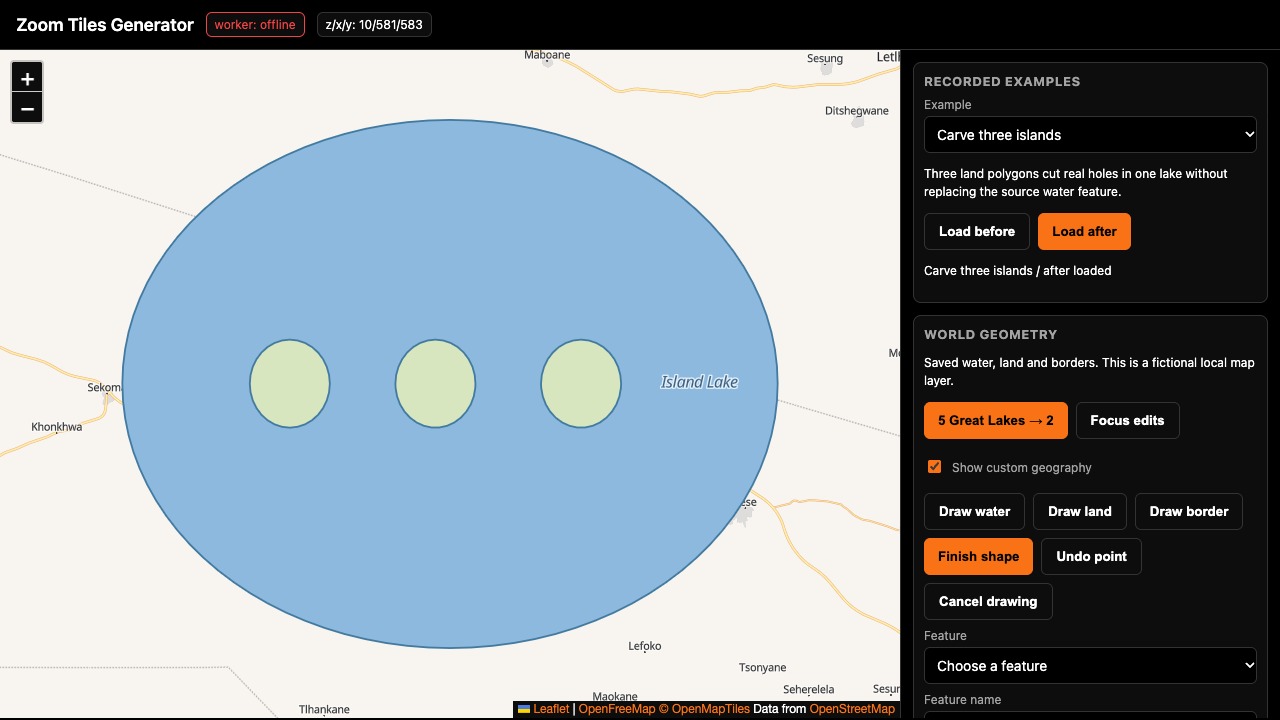 Zoom Tiles Generator
worker: offline
z/x/y: 10/581/583
+
−
Maboane
Sesung
Ditshegwane
Sekoma
Khonkhwa
Island Lake
Lefoko
Tsonyane
Seherelela
Maokane
Tlhankane
Leaflet | OpenFreeMap © OpenMapTiles Data from OpenStreetMap
RECORDED EXAMPLES
Example
Carve three islands
Three land polygons cut real holes in one lake without
replacing the source water feature.
Load before
Load after
Carve three islands / after loaded
WORLD GEOMETRY
Saved water, land and borders. This is a fictional local map
layer.
5 Great Lakes → 2
Focus edits
Show custom geography
Draw water
Draw land
Draw border
Finish shape
Undo point
Cancel drawing
Feature
Choose a feature
Feature name